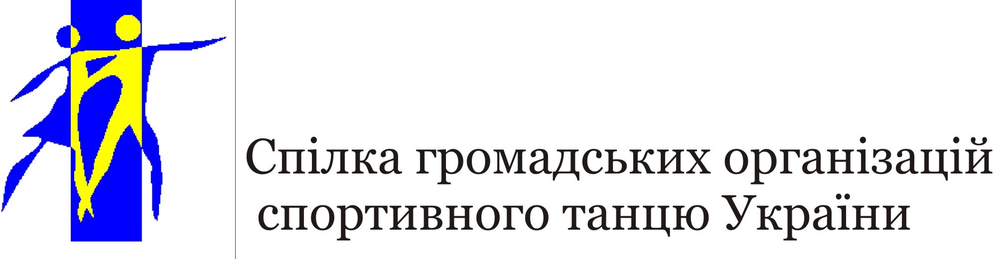 Спілка громадських організацій
спортивного танцю України